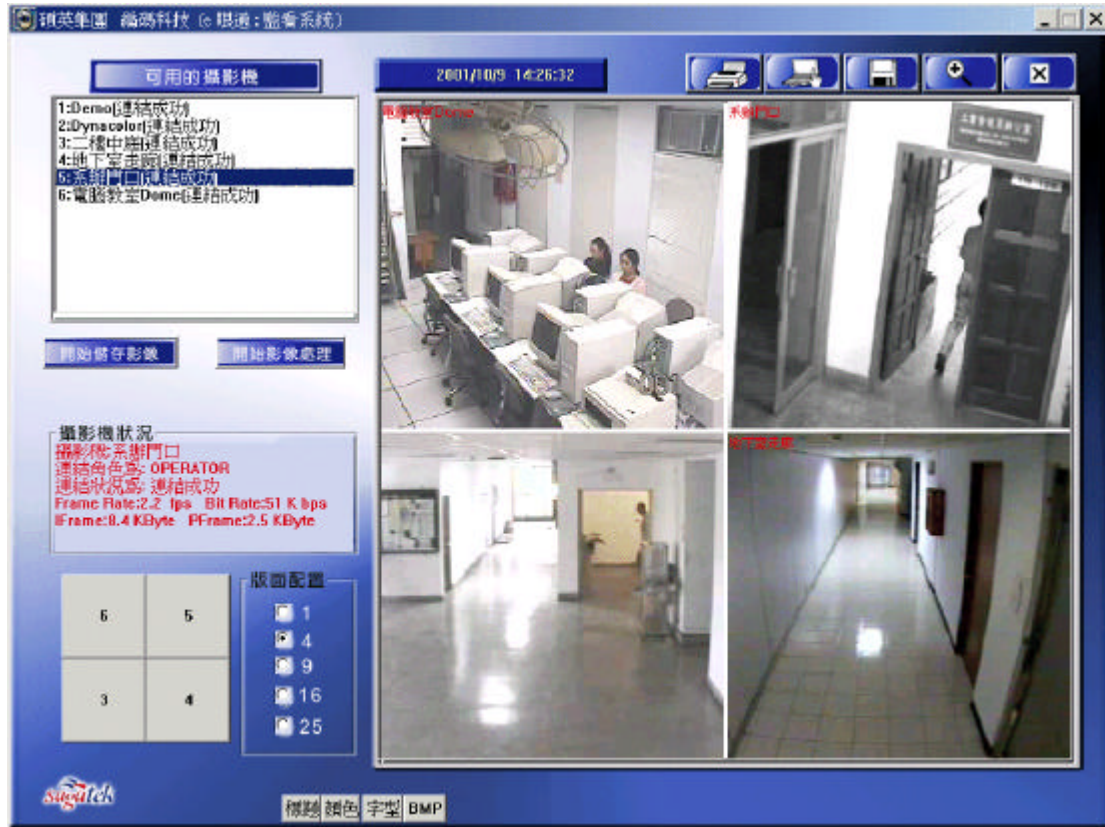 穎英集團 編碼科技 (e 眼通:監看系統)
可用的攝影機
2001/10/9 14:26:32
1:Demo[連結成功]
2:Dynacolor[連結成功]
3:二樓中庭[連結成功]
4:地下室走廊[連結成功]
5:系辦門口[連結成功]
6:電腦教室Dome[連結成功]
電腦教室Dome
系辦門口
開始儲存影像
開始影像處理
攝影機狀況
攝影機:系辦門口
連結角色為: OPERATOR
連結狀況為: 連結成功
Frame Rate:2.2 fps Bit Rate:51 K bps
IFrame:8.4 KByte PFrame:2.5 KByte
地下室走廊
版面配置
6
5
3
4
1
4
9
16
25
標題
顏色
字型
BMP